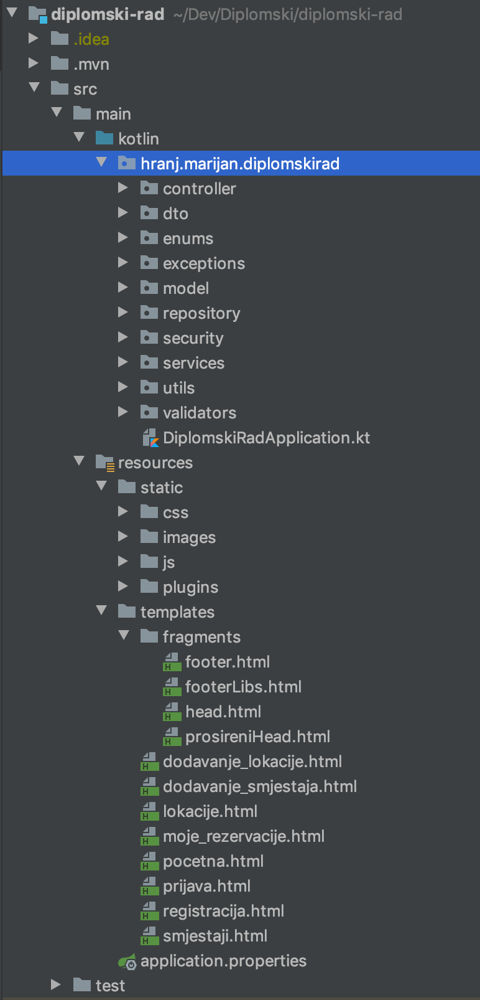 diplomski-rad ~/Dev/Diplomski/diplomski-rad
.idea
.mvn
src
main
kotlin
hranj.marijan.diplomskirad
controller
dto
enums
exceptions
model
repository
security
services
utils
validators
DiplomskiRadApplication.kt
resources
static
css
images
js
plugins
templates
fragments
H footer.html
H footerLibs.html
H head.html
H prosireniHead.html
H dodavanje_lokacije.html
H dodavanje_smjestaja.html
H lokacije.html
H moje_rezervacije.html
H pocetna.html
H prijava.html
H registracija.html
H smjestaji.html
application.properties
test